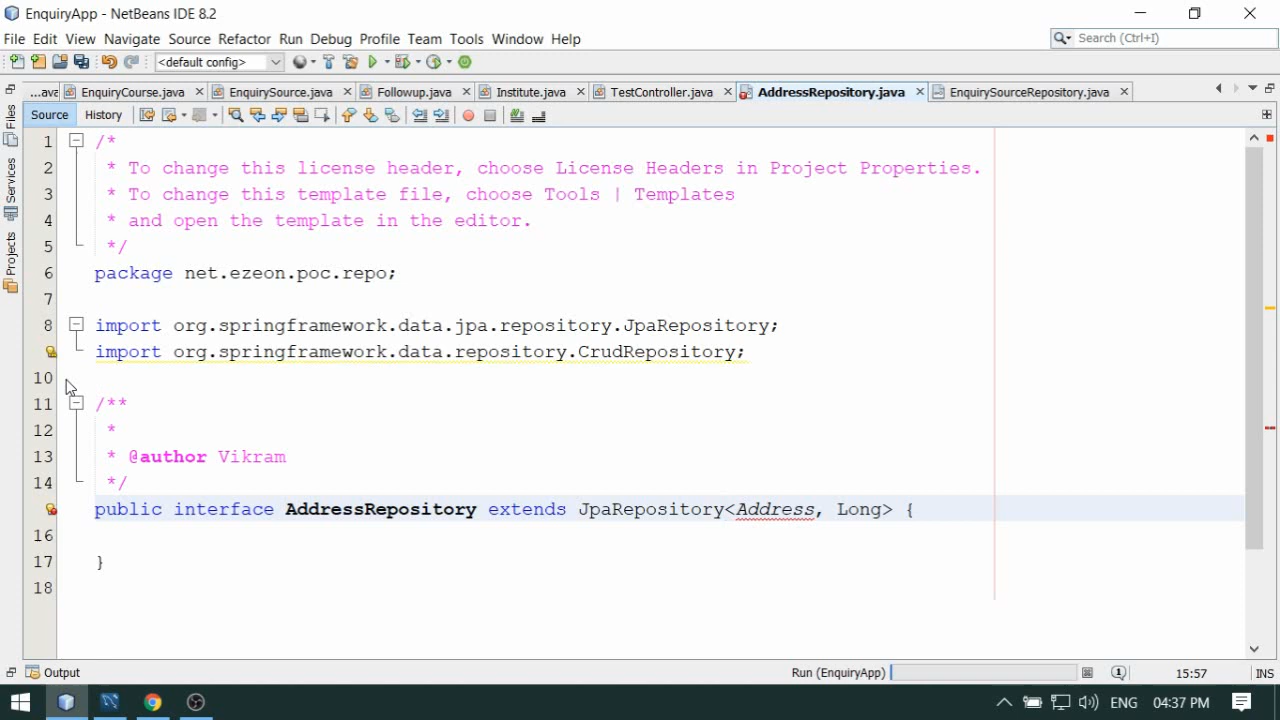 EnquiryApp - NetBeans IDE 8.2
File Edit View Navigate Source Refactor Run Debug Profile Team Tools Window Help
Search (Ctrl+I)
<default config>
...ava EnquiryCourse.java EnquirySource.java Followup.java Institute.java TestController.java AddressRepository.java EnquirySourceRepository.java
Source History
Files
Services
Projects
1 /*
2 * To change this license header, choose License Headers in Project Properties.
3 * To change this template file, choose Tools | Templates
4 * and open the template in the editor.
5 */
6 package net.ezeon.poc.repo;
7
8 import org.springframework.data.jpa.repository.JpaRepository;
import org.springframework.data.repository.CrudRepository;
10
11 /**
12 *
13 * @author Vikram
14 */
public interface AddressRepository extends JpaRepository<Address, Long> {
16
17 }
18
Output Run (EnquiryApp) 1 15:57 INS
ENG 04:37 PM